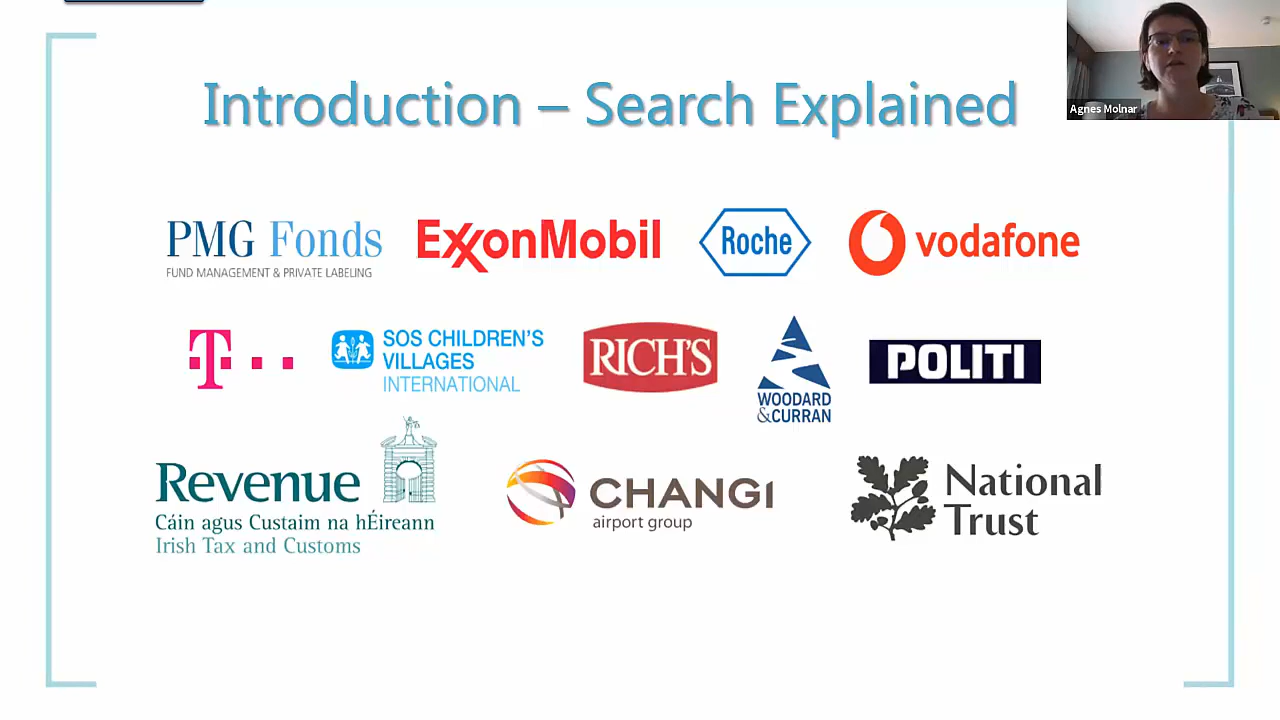 Introduction – Search Explained
Agnes Molnar
PMG Fonds
FUND MANAGEMENT & PRIVATE LABELING
ExxonMobil
Roche
vodafone
T
SOS CHILDREN'S
VILLAGES
INTERNATIONAL
RICH'S
WOODARD
&CURRAN
POLITI
Revenue
Cáin agus Custaim na hÉireann
Irish Tax and Customs
CHANGI
airport group
National
Trust